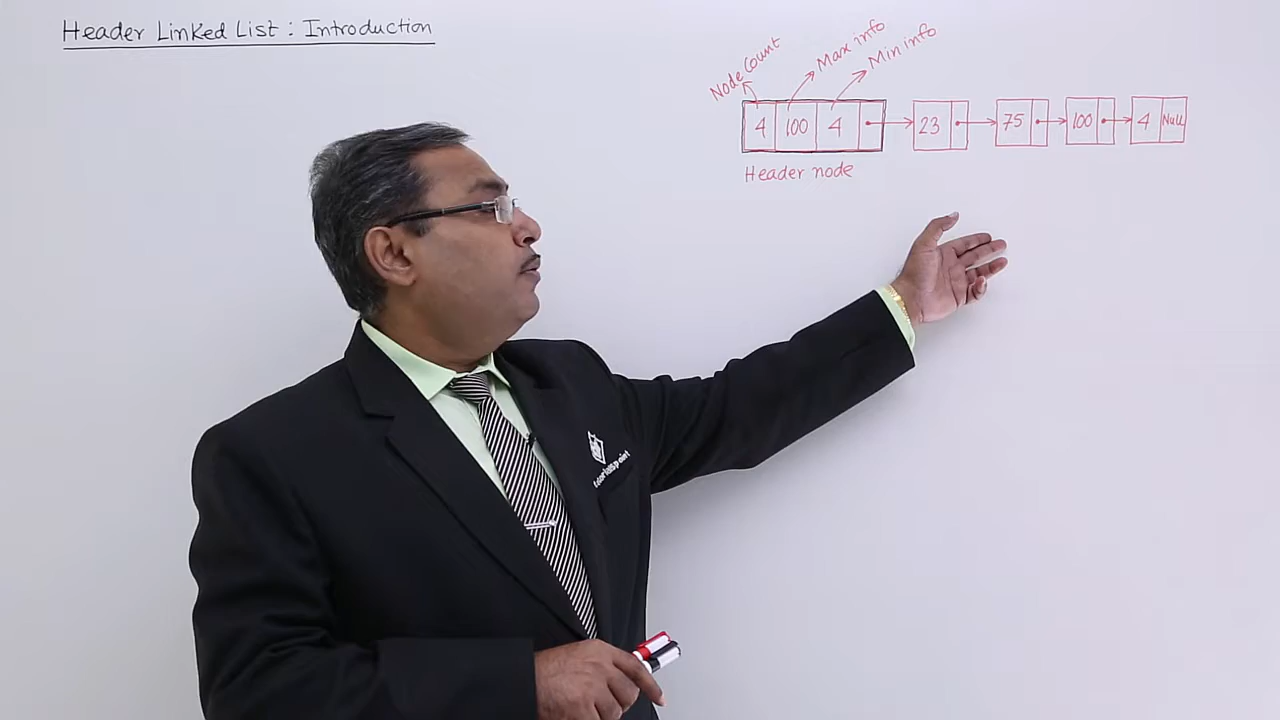 Header Linked List : Introduction
Node Count
Max info
Min info
4 100 4 23 75 100 4 Null
Header node
tutorialspoint